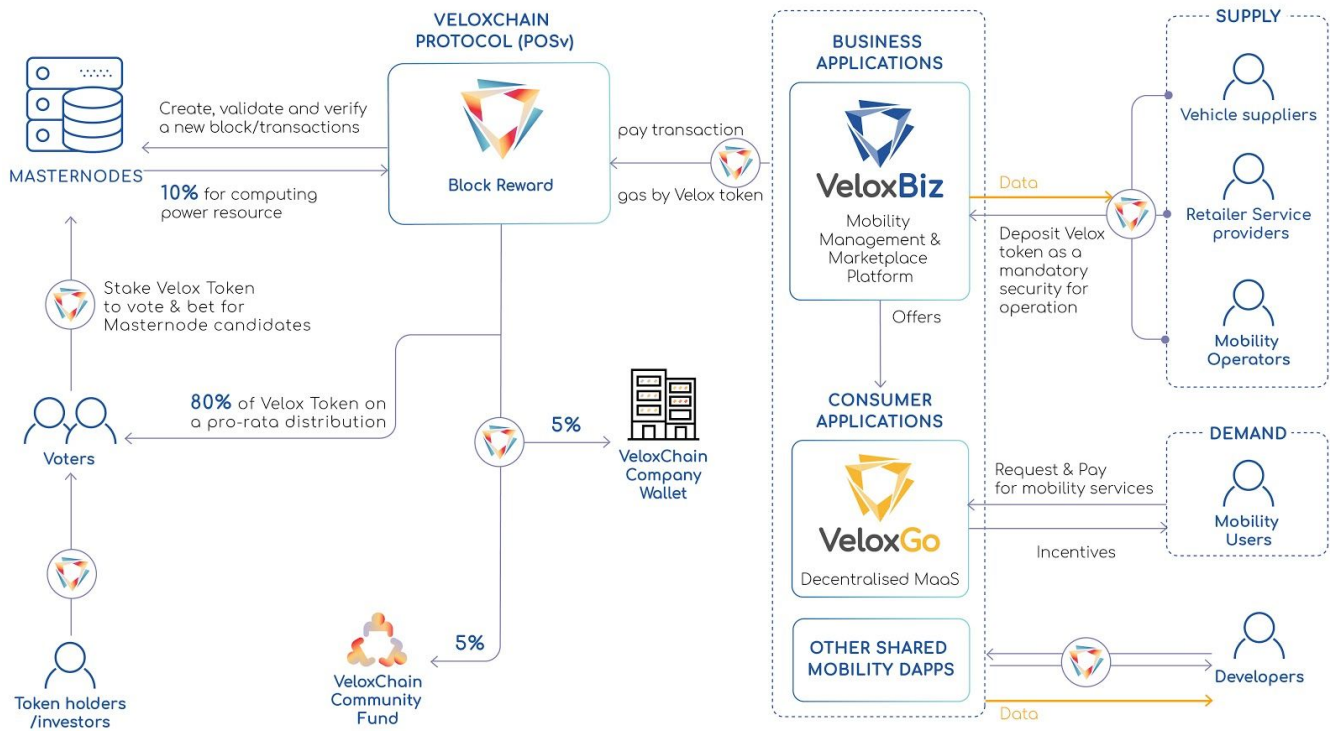 VELOXCHAIN
PROTOCOL (POSv)
Block Reward
MASTERNODES
Create, validate and verify
a new block/transactions
10% for computing
power resource
Stake Velox Token
to vote & bet for
Masternode candidates
80% of Velox Token on
a pro-rata distribution
Voters
Token holders
/investors
5%
VeloxChain
Company
Wallet
5%
VeloxChain
Community
Fund
pay transaction
gas by Velox token
BUSINESS
APPLICATIONS
VeloxBiz
Mobility
Management &
Marketplace
Platform
Offers
CONSUMER
APPLICATIONS
VeloxGo
Decentralised MaaS
OTHER SHARED
MOBILITY DAPPS
Data
Deposit Velox
token as a
mandatory
security for
operation
SUPPLY
Vehicle suppliers
Retailer Service
providers
Mobility
Operators
DEMAND
Request & Pay
for mobility services
Mobility
Users
Incentives
Developers
Data